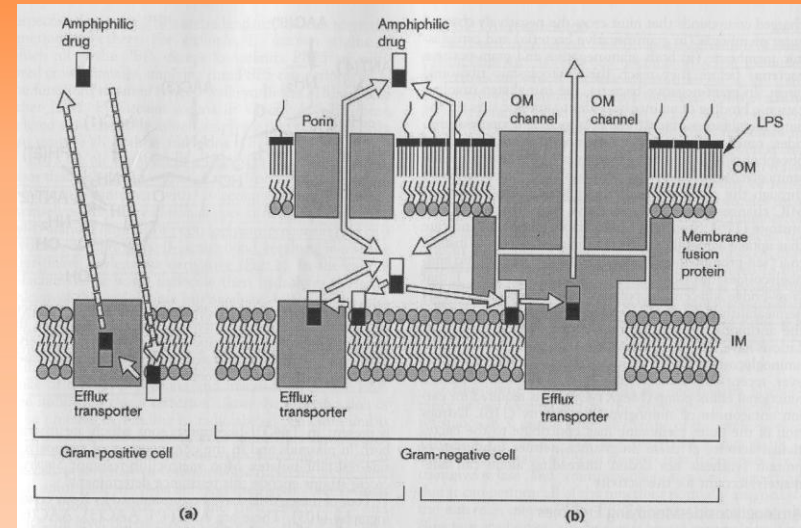 Amphiphilic
drug
Amphiphilic
drug
Porin
OM
channel
OM
channel
LPS
OM
Membrane
fusion
protein
IM
Efflux
transporter
Efflux
transporter
Efflux
transporter
Gram-positive cell
Gram-negative cell
(a)
(b)